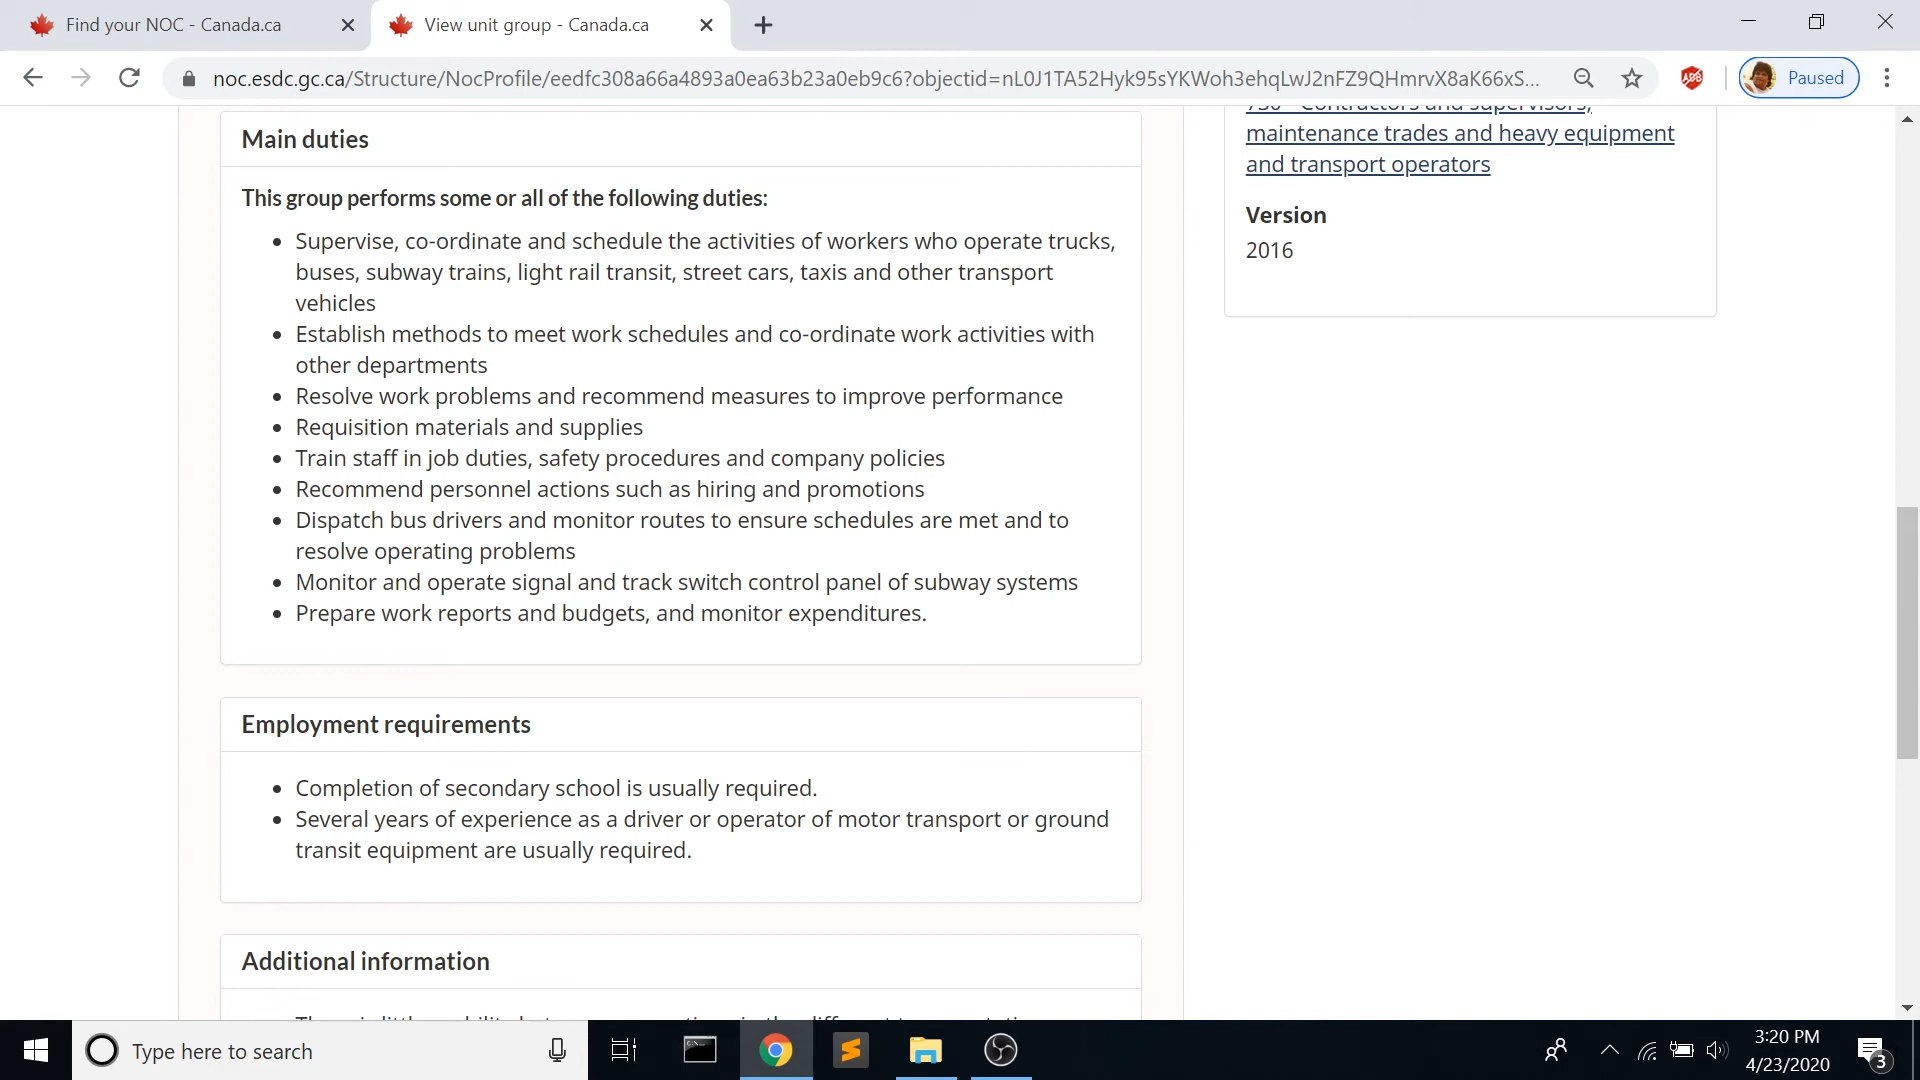 Find your NOC - Canada.ca
View unit group - Canada.ca
noc.esdc.gc.ca/Structure/NocProfile/eedfc308a66a4893a0ea63b23a0eb9c6?objectid=nL0J1TA52Hyk95sYKWoh3ehqLwJ2nFZ9QHmrvX8aK66xS...
ABP
Paused
Main duties
This group performs some or all of the following duties:
Supervise, co-ordinate and schedule the activities of workers who operate trucks,
buses, subway trains, light rail transit, street cars, taxis and other transport
vehicles
Establish methods to meet work schedules and co-ordinate work activities with
other departments
Resolve work problems and recommend measures to improve performance
Requisition materials and supplies
Train staff in job duties, safety procedures and company policies
Recommend personnel actions such as hiring and promotions
Dispatch bus drivers and monitor routes to ensure schedules are met and to
resolve operating problems
Monitor and operate signal and track switch control panel of subway systems
Prepare work reports and budgets, and monitor expenditures.
Employment requirements
Completion of secondary school is usually required.
Several years of experience as a driver or operator of motor transport or ground
transit equipment are usually required.
Additional information
Contractors and supervisors,
maintenance trades and heavy equipment
and transport operators
Version
2016
Type here to search
3:20 PM
4/23/2020
3